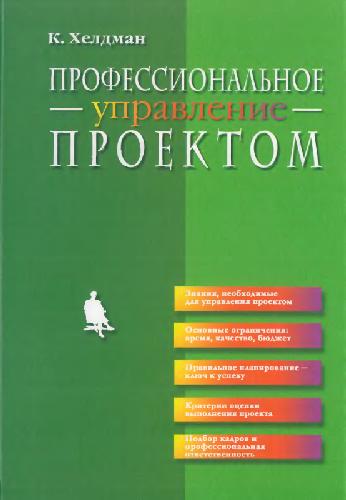 К. Хелдман
ПРОФЕССИОНАЛЬНОЕ
управление
ПРОЕКТОМ
Знания, необходимые
для управления проектом
Основные ограничения:
время, качество, бюджет
Правильное планирование –
ключ к успеху
Критерии оценки
выполнения проекта
Подбор кадров и
профессиональная
ответственность